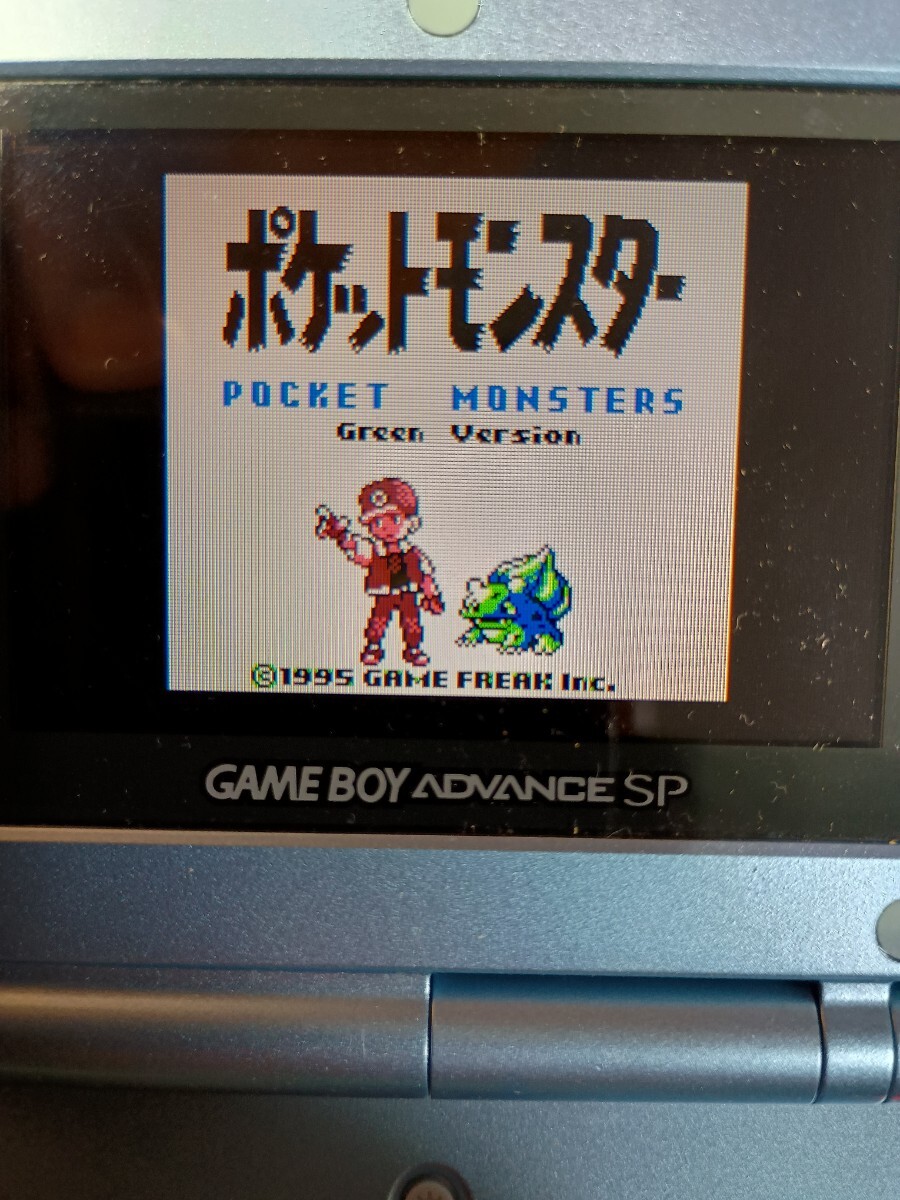 ポケットモンスター
POCKET MONSTERS
Green Version
©1995 GAME FREAK Inc.
GAME BOY ADVANCE SP